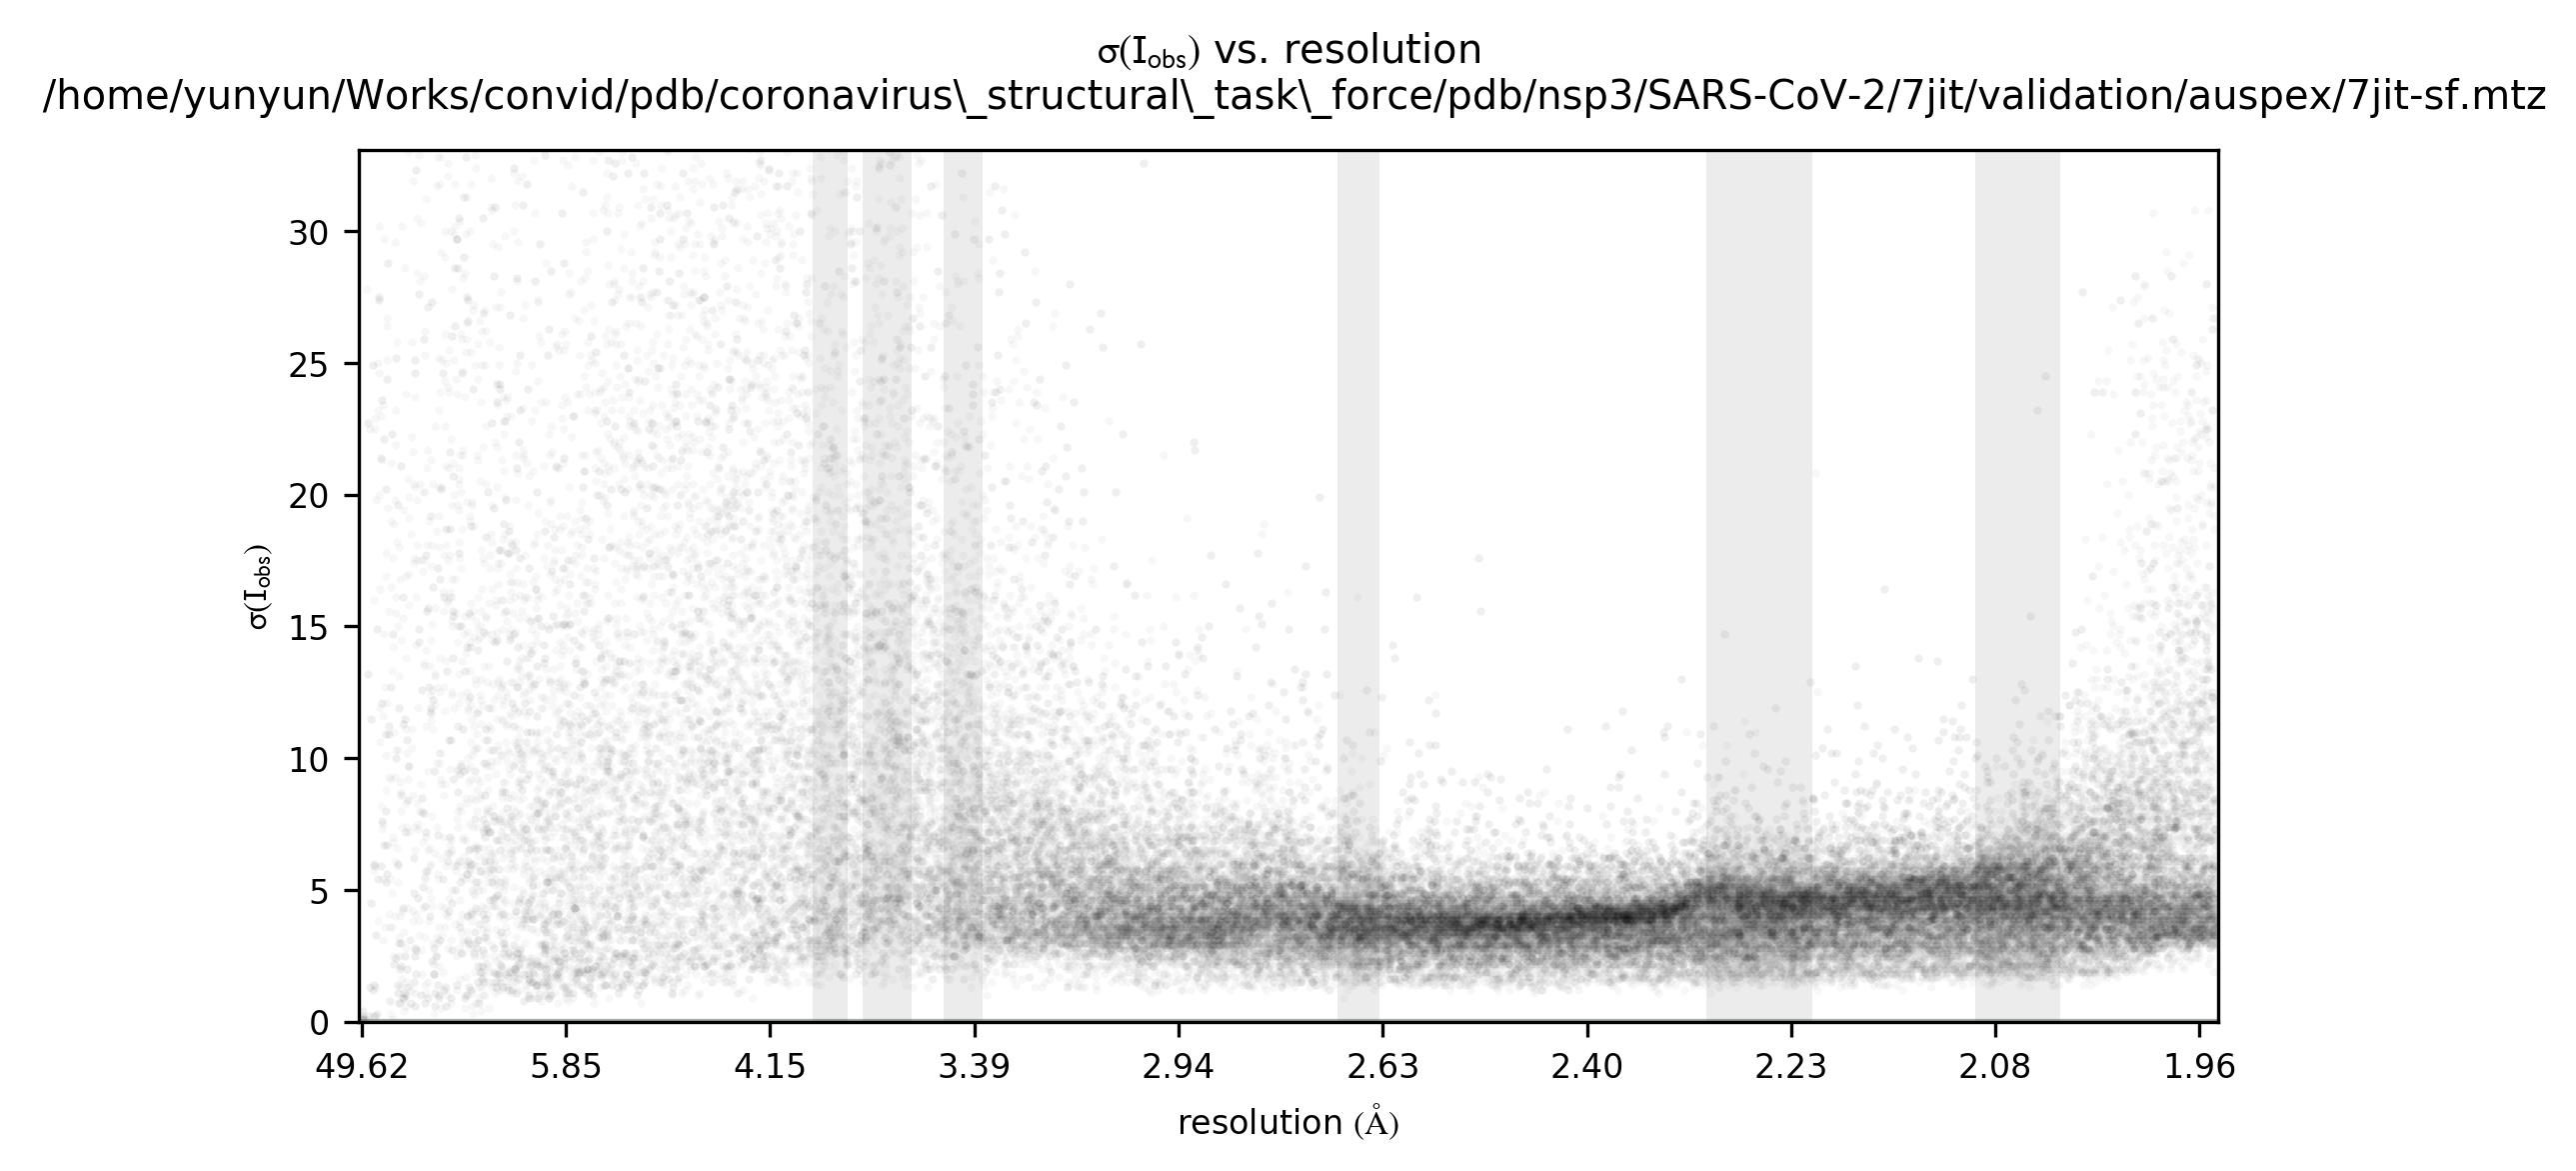 σ(I_obs) vs. resolution
/home/yunyun/Works/convid/pdb/coronavirus\_structural\_task\_force/pdb/nsp3/SARS-CoV-2/7jit/validation/auspex/7jit-sf.mtz
σ(I_obs)
30
25
20
15
10
5
0
49.62 5.85 4.15 3.39 2.94 2.63 2.40 2.23 2.08 1.96
resolution (Å)